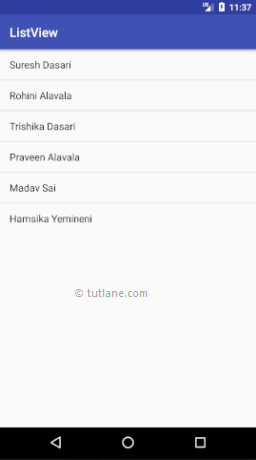 11:37
ListView
Suresh Dasari
Rohini Alavala
Trishika Dasari
Praveen Alavala
Madav Sai
Hamsika Yemineni
© tutlane.com